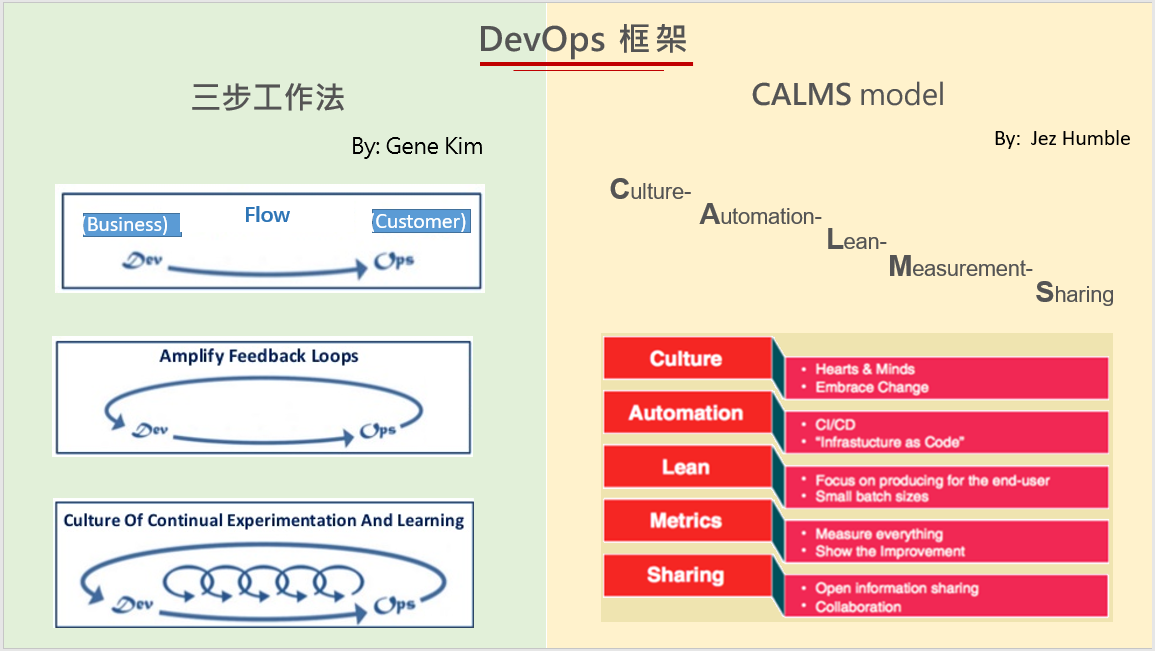 DevOps 框架
三步工作法
By: Gene Kim
(Business)
Flow
(Customer)
Dev
Ops
Amplify Feedback Loops
Dev
Ops
Culture Of Continual Experimentation And Learning
Dev
Ops
CALMS model
By: Jez Humble
Culture-
Automation-
Lean-
Measurement-
Sharing
Culture
• Hearts & Minds
• Embrace Change
Automation
• CI/CD
• “Infrastucture as Code”
Lean
• Focus on producing for the end-user
• Small batch sizes
Metrics
• Measure everything
• Show the Improvement
Sharing
• Open information sharing
• Collaboration